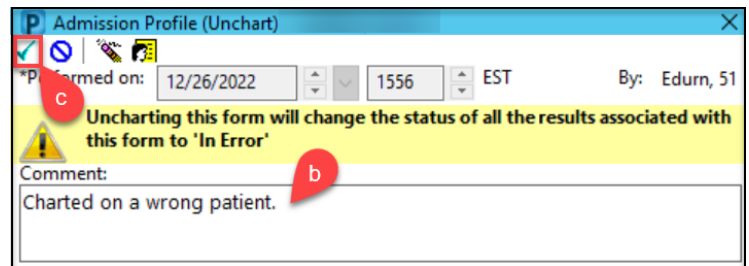 P Admission Profile (Unchart)
c
*Performed on: 12/26/2022 1556 EST By: Edurn, 51
Uncharting this form will change the status of all the results associated with
this form to 'In Error'
Comment:
b
Charted on a wrong patient.